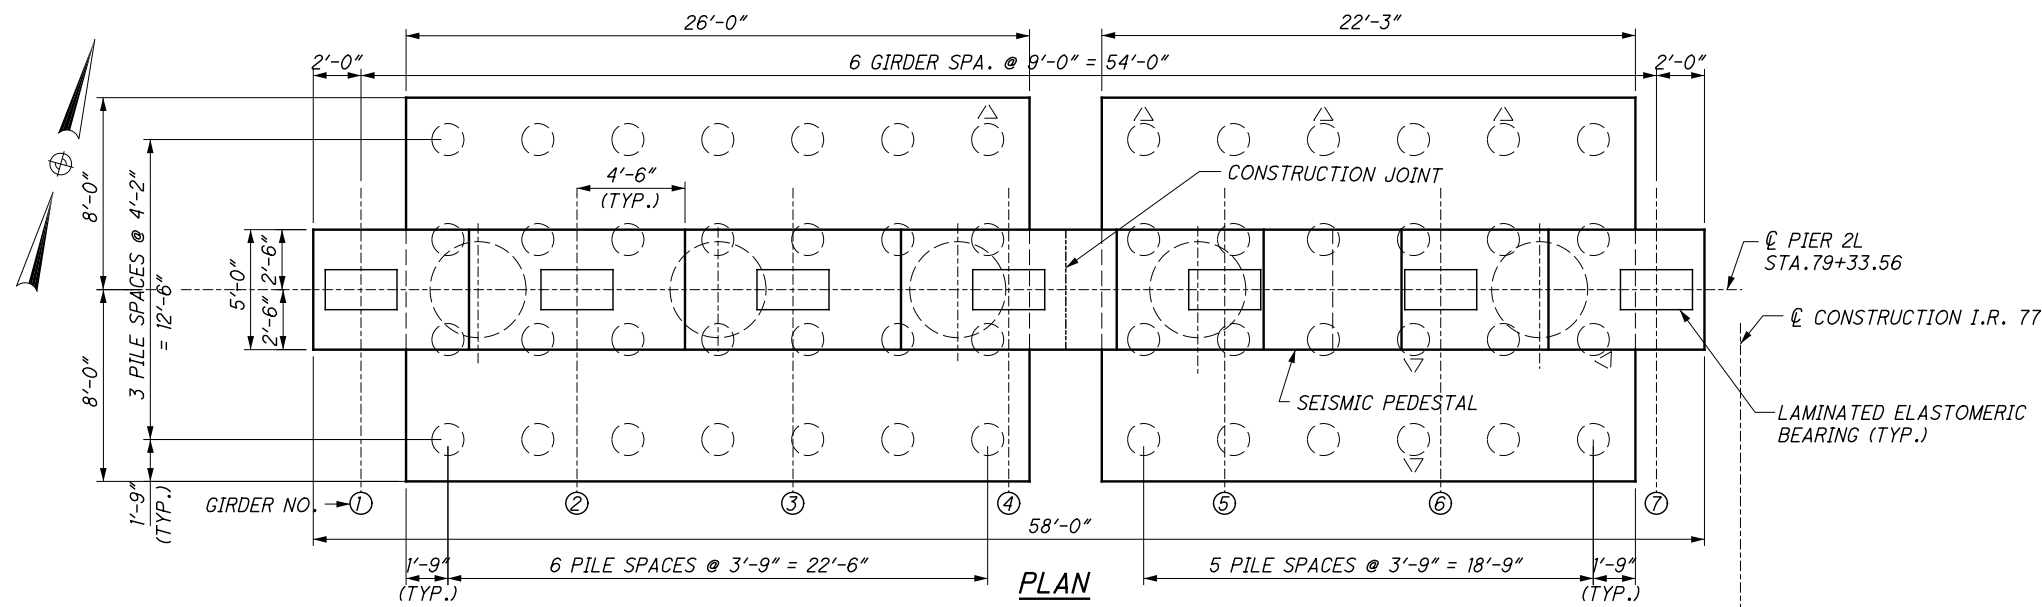 26'-0"
22'-3"
2'-0"
6 GIRDER SPA. @ 9'-0" = 54'-0"
2'-0"
8'-0"
8'-0"
3 PILE SPACES @ 4'-2"
= 12'-6"
1'-9"
(TYP.)
5'-0"
2'-6"
2'-6"
4'-6"
(TYP.)
CONSTRUCTION JOINT
℄ PIER 2L
STA.79+33.56
℄ CONSTRUCTION I.R. 77
SEISMIC PEDESTAL
LAMINATED ELASTOMERIC
BEARING (TYP.)
GIRDER NO.
1
2
3
4
5
6
7
58'-0"
1'-9"
(TYP.)
6 PILE SPACES @ 3'-9" = 22'-6"
5 PILE SPACES @ 3'-9" = 18'-9"
1'-9"
(TYP.)
PLAN